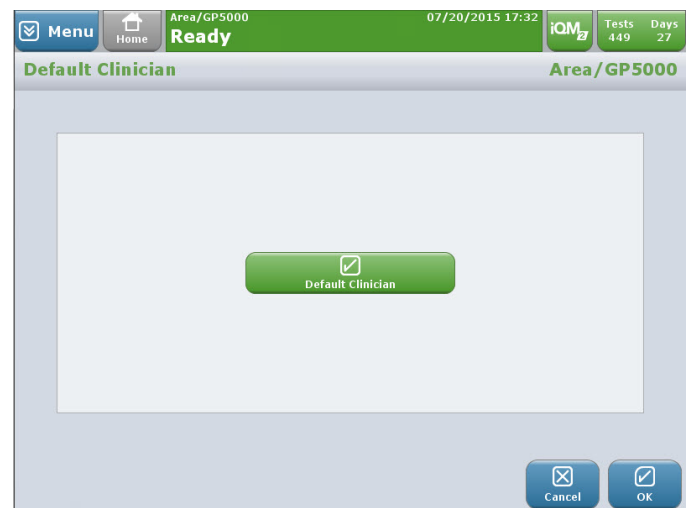 Menu
Home
Area/GP5000
07/20/2015 17:32
Ready
iQM2
Tests
449
Days
27
Default Clinician
Area/GP5000
Default Clinician
Cancel
OK